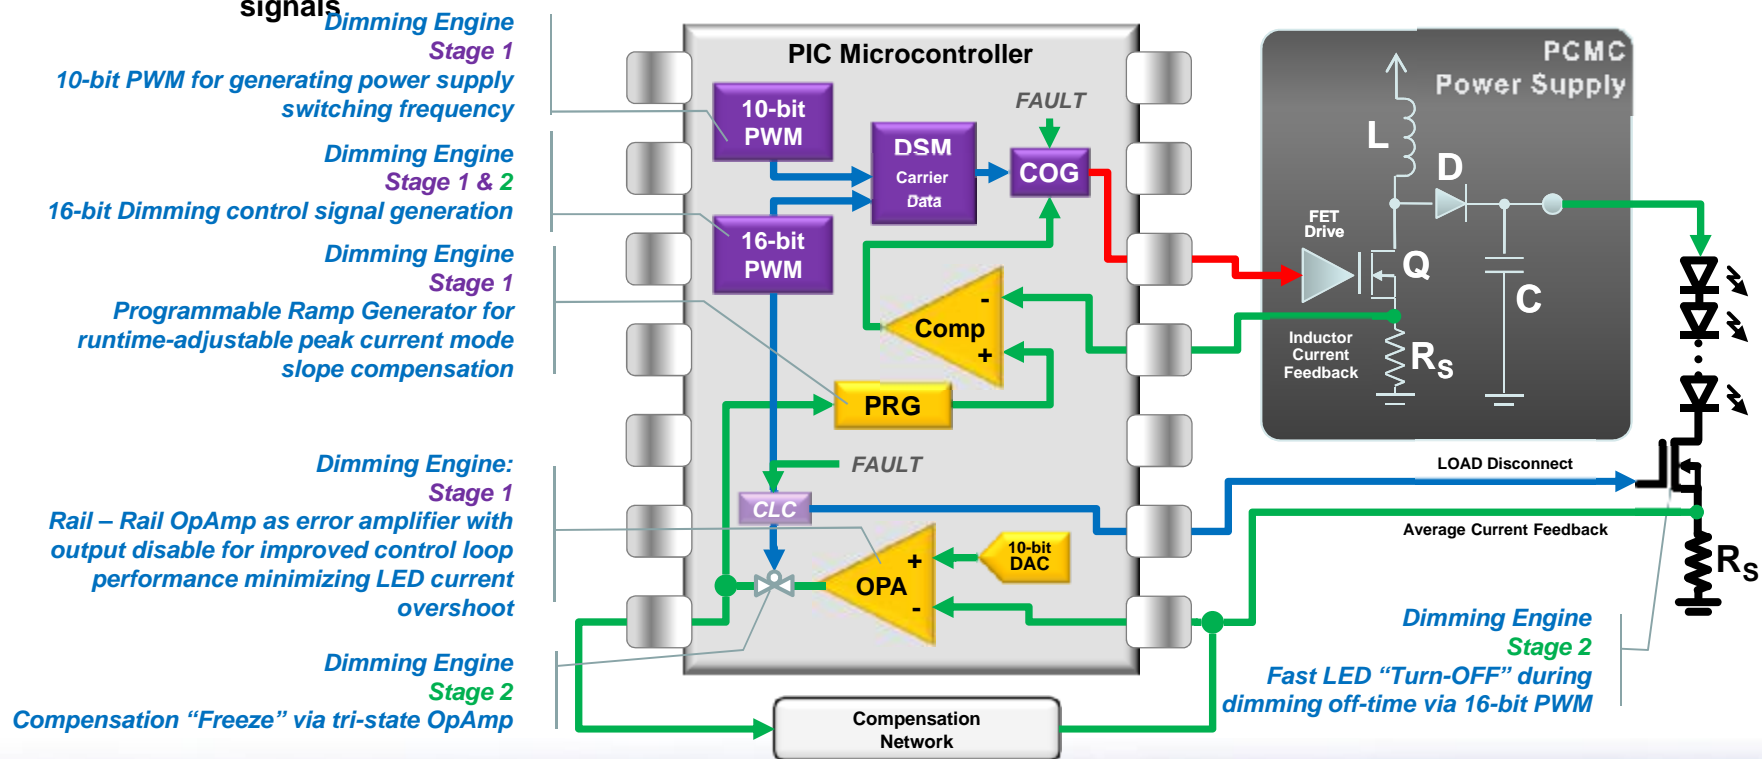 signals
Dimming Engine
Stage 1
10-bit PWM for generating power supply
switching frequency
Dimming Engine
Stage 1 & 2
16-bit Dimming control signal generation
Dimming Engine
Stage 1
Programmable Ramp Generator for
runtime-adjustable peak current mode
slope compensation
Dimming Engine:
Stage 1
Rail – Rail OpAmp as error amplifier with
output disable for improved control loop
performance minimizing LED current
overshoot
Dimming Engine
Stage 2
Compensation “Freeze” via tri-state OpAmp
PIC Microcontroller
10-bit
PWM
16-bit
PWM
DSM
Carrier
Data
FAULT
COG
-
Comp
+
PRG
FAULT
CLC
+
OPA
-
10-bit
DAC
Compensation
Network
PCMC
Power Supply
L
D
FET
Drive
Q
C
Inductor
Current
Feedback
RS
LOAD Disconnect
Average Current Feedback
RS
Dimming Engine
Stage 2
Fast LED “Turn-OFF” during
dimming off-time via 16-bit PWM